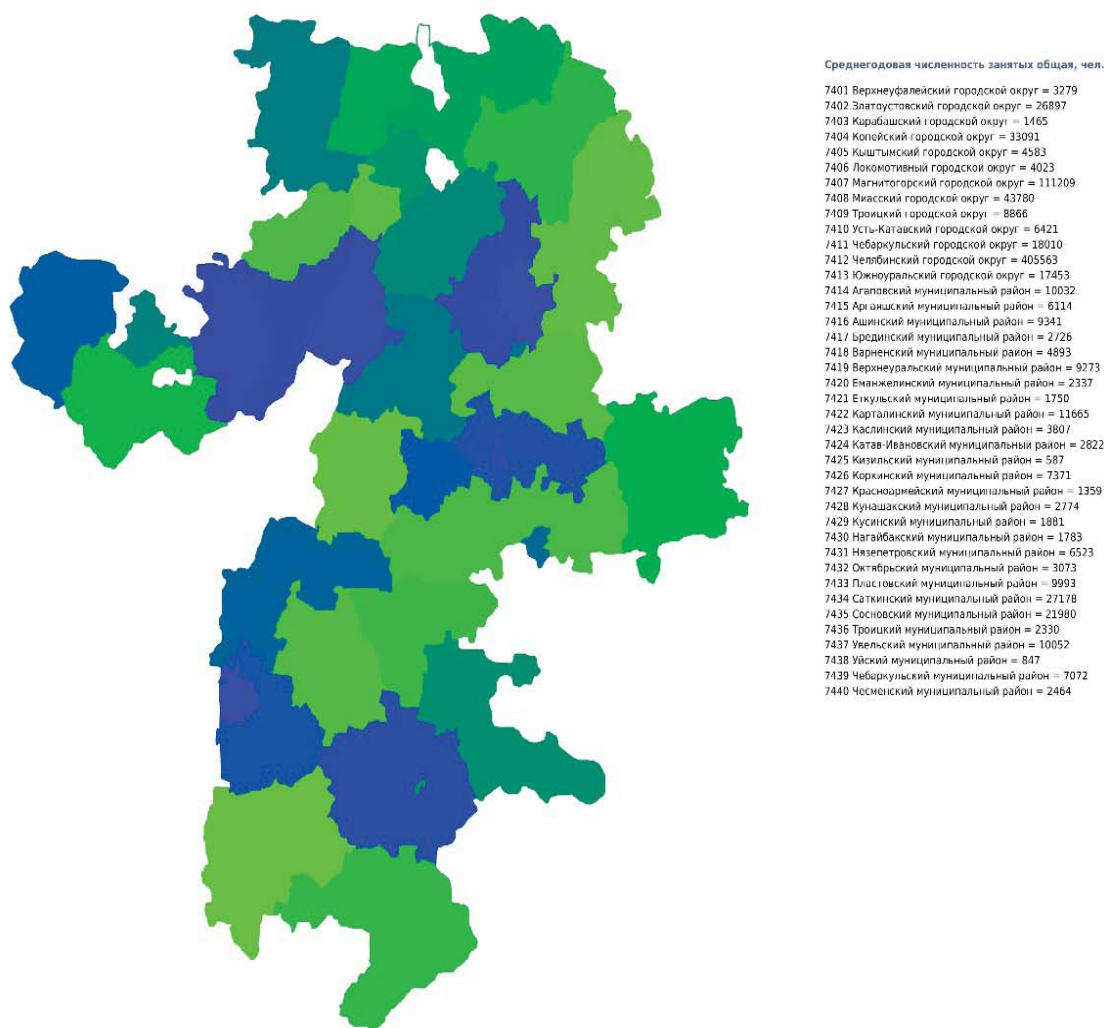 Среднегодовая численность занятых общая, чел.
7401 Верхнеуфалейский городской округ = 3279
7402 Златоустовский городской округ = 26897
7403 Карабашский городской округ = 1465
7404 Копейский городской округ = 33091
7405 Кыштымский городской округ = 4583
7406 Локомотивный городской округ = 4023
7407 Магнитогорский городской округ = 111209
7408 Миасский городской округ = 43780
7409 Троицкий городской округ = 8866
7410 Усть-Катавский городской округ = 6421
7411 Чебаркульский городской округ = 18010
7412 Челябинский городской округ = 405563
7413 Южноуральский городской округ = 17453
7414 Агаповский муниципальный район = 10032
7415 Аргаяшский муниципальный район = 6114
7416 Ашинский муниципальный район = 9341
7417 Брединский муниципальный район = 2726
7418 Варненский муниципальный район = 4893
7419 Верхнеуральский муниципальный район = 9273
7420 Еманжелинский муниципальный район = 2337
7421 Еткульский муниципальный район = 1750
7422 Карталинский муниципальный район = 11665
7423 Каслинский муниципальный район = 3807
7424 Катав-Ивановский муниципальный район = 2822
7425 Кизильский муниципальный район = 587
7426 Коркинский муниципальный район = 7371
7427 Красноармейский муниципальный район = 1359
7428 Кунашакский муниципальный район = 2774
7429 Кусинский муниципальный район = 1881
7430 Нагайбакский муниципальный район = 1783
7431 Нязепетровский муниципальный район = 6523
7432 Октябрьский муниципальный район = 3073
7433 Пластовский муниципальный район = 9993
7434 Саткинский муниципальный район = 27178
7435 Сосновский муниципальный район = 21980
7436 Троицкий муниципальный район = 2330
7437 Увельский муниципальный район = 10052
7438 Уйский муниципальный район = 847
7439 Чебаркульский муниципальный район = 7072
7440 Чесменский муниципальный район = 2464